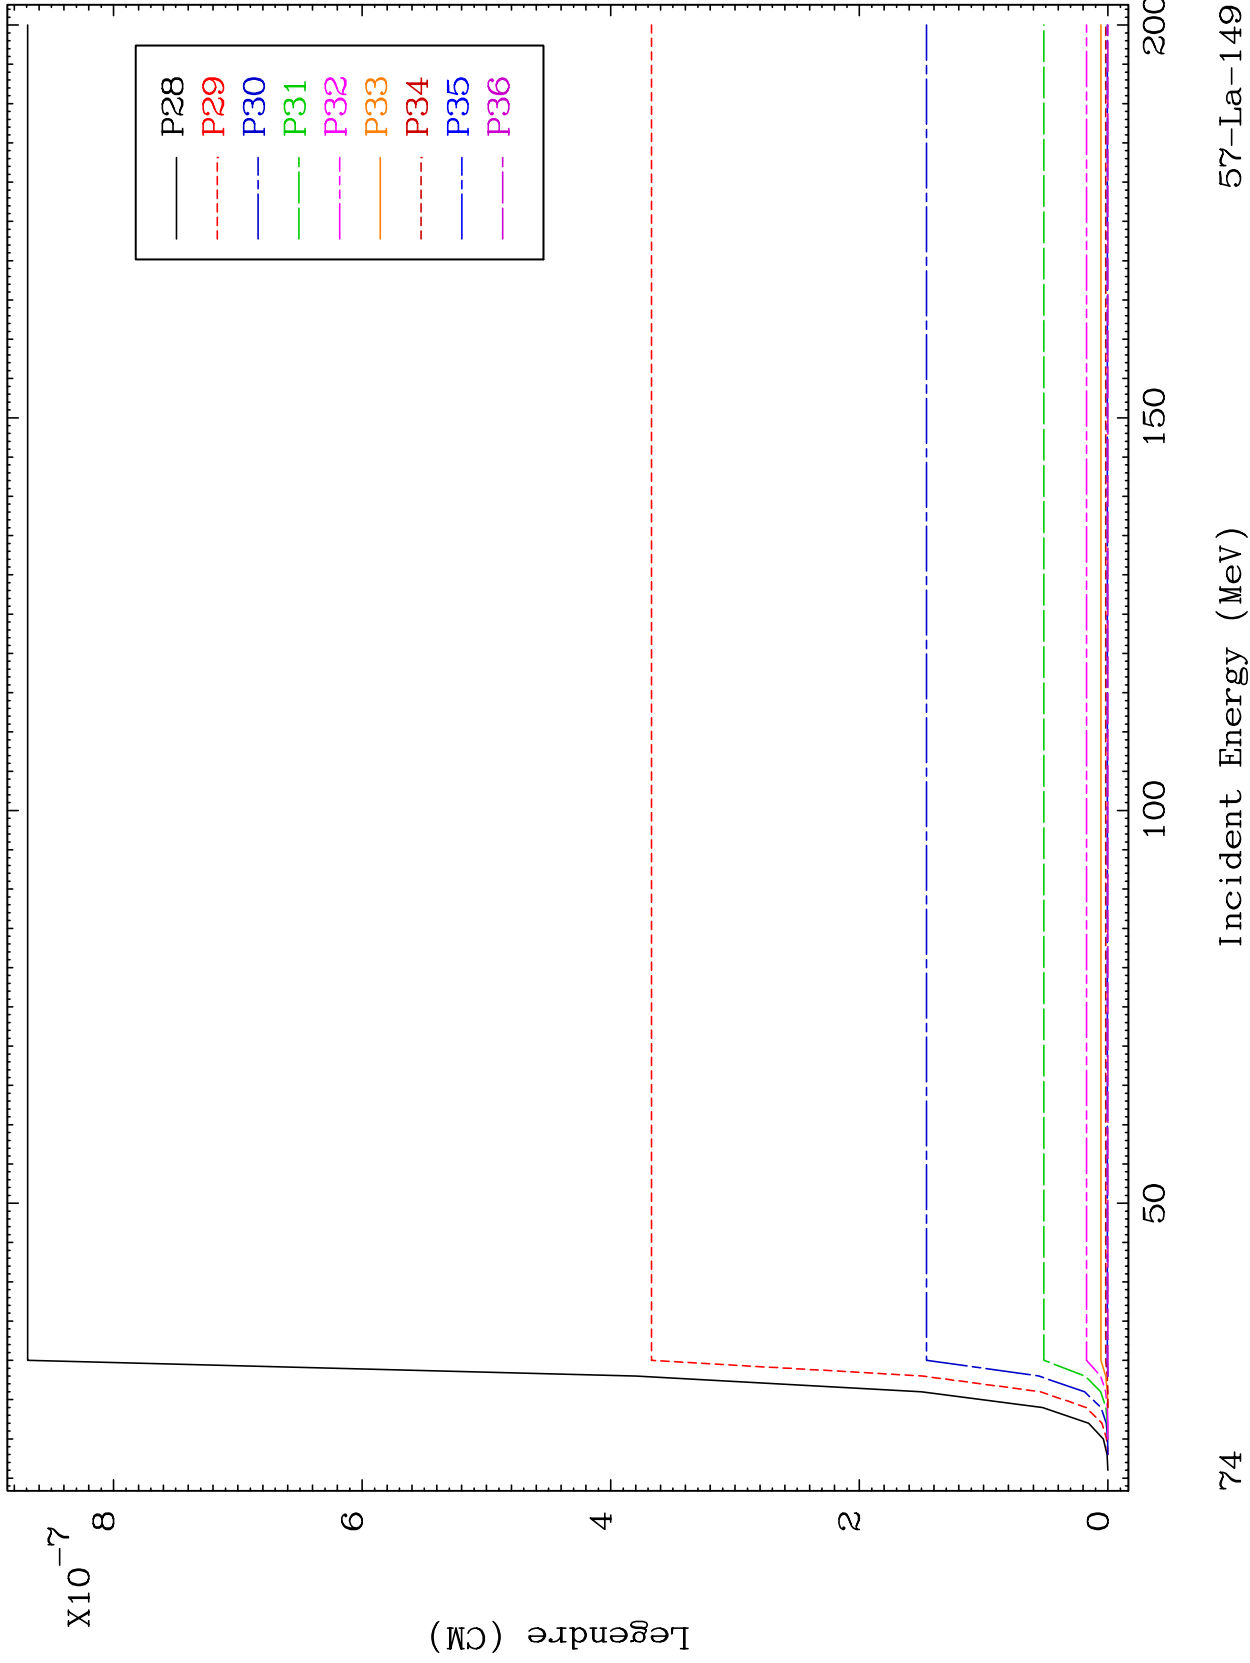 X10-7
8
6
4
2
0
Legendre (CM)
P28
P29
P30
P31
P32
P33
P34
P35
P36
50
100
150
200
Incident Energy (MeV)
74
57-La-149